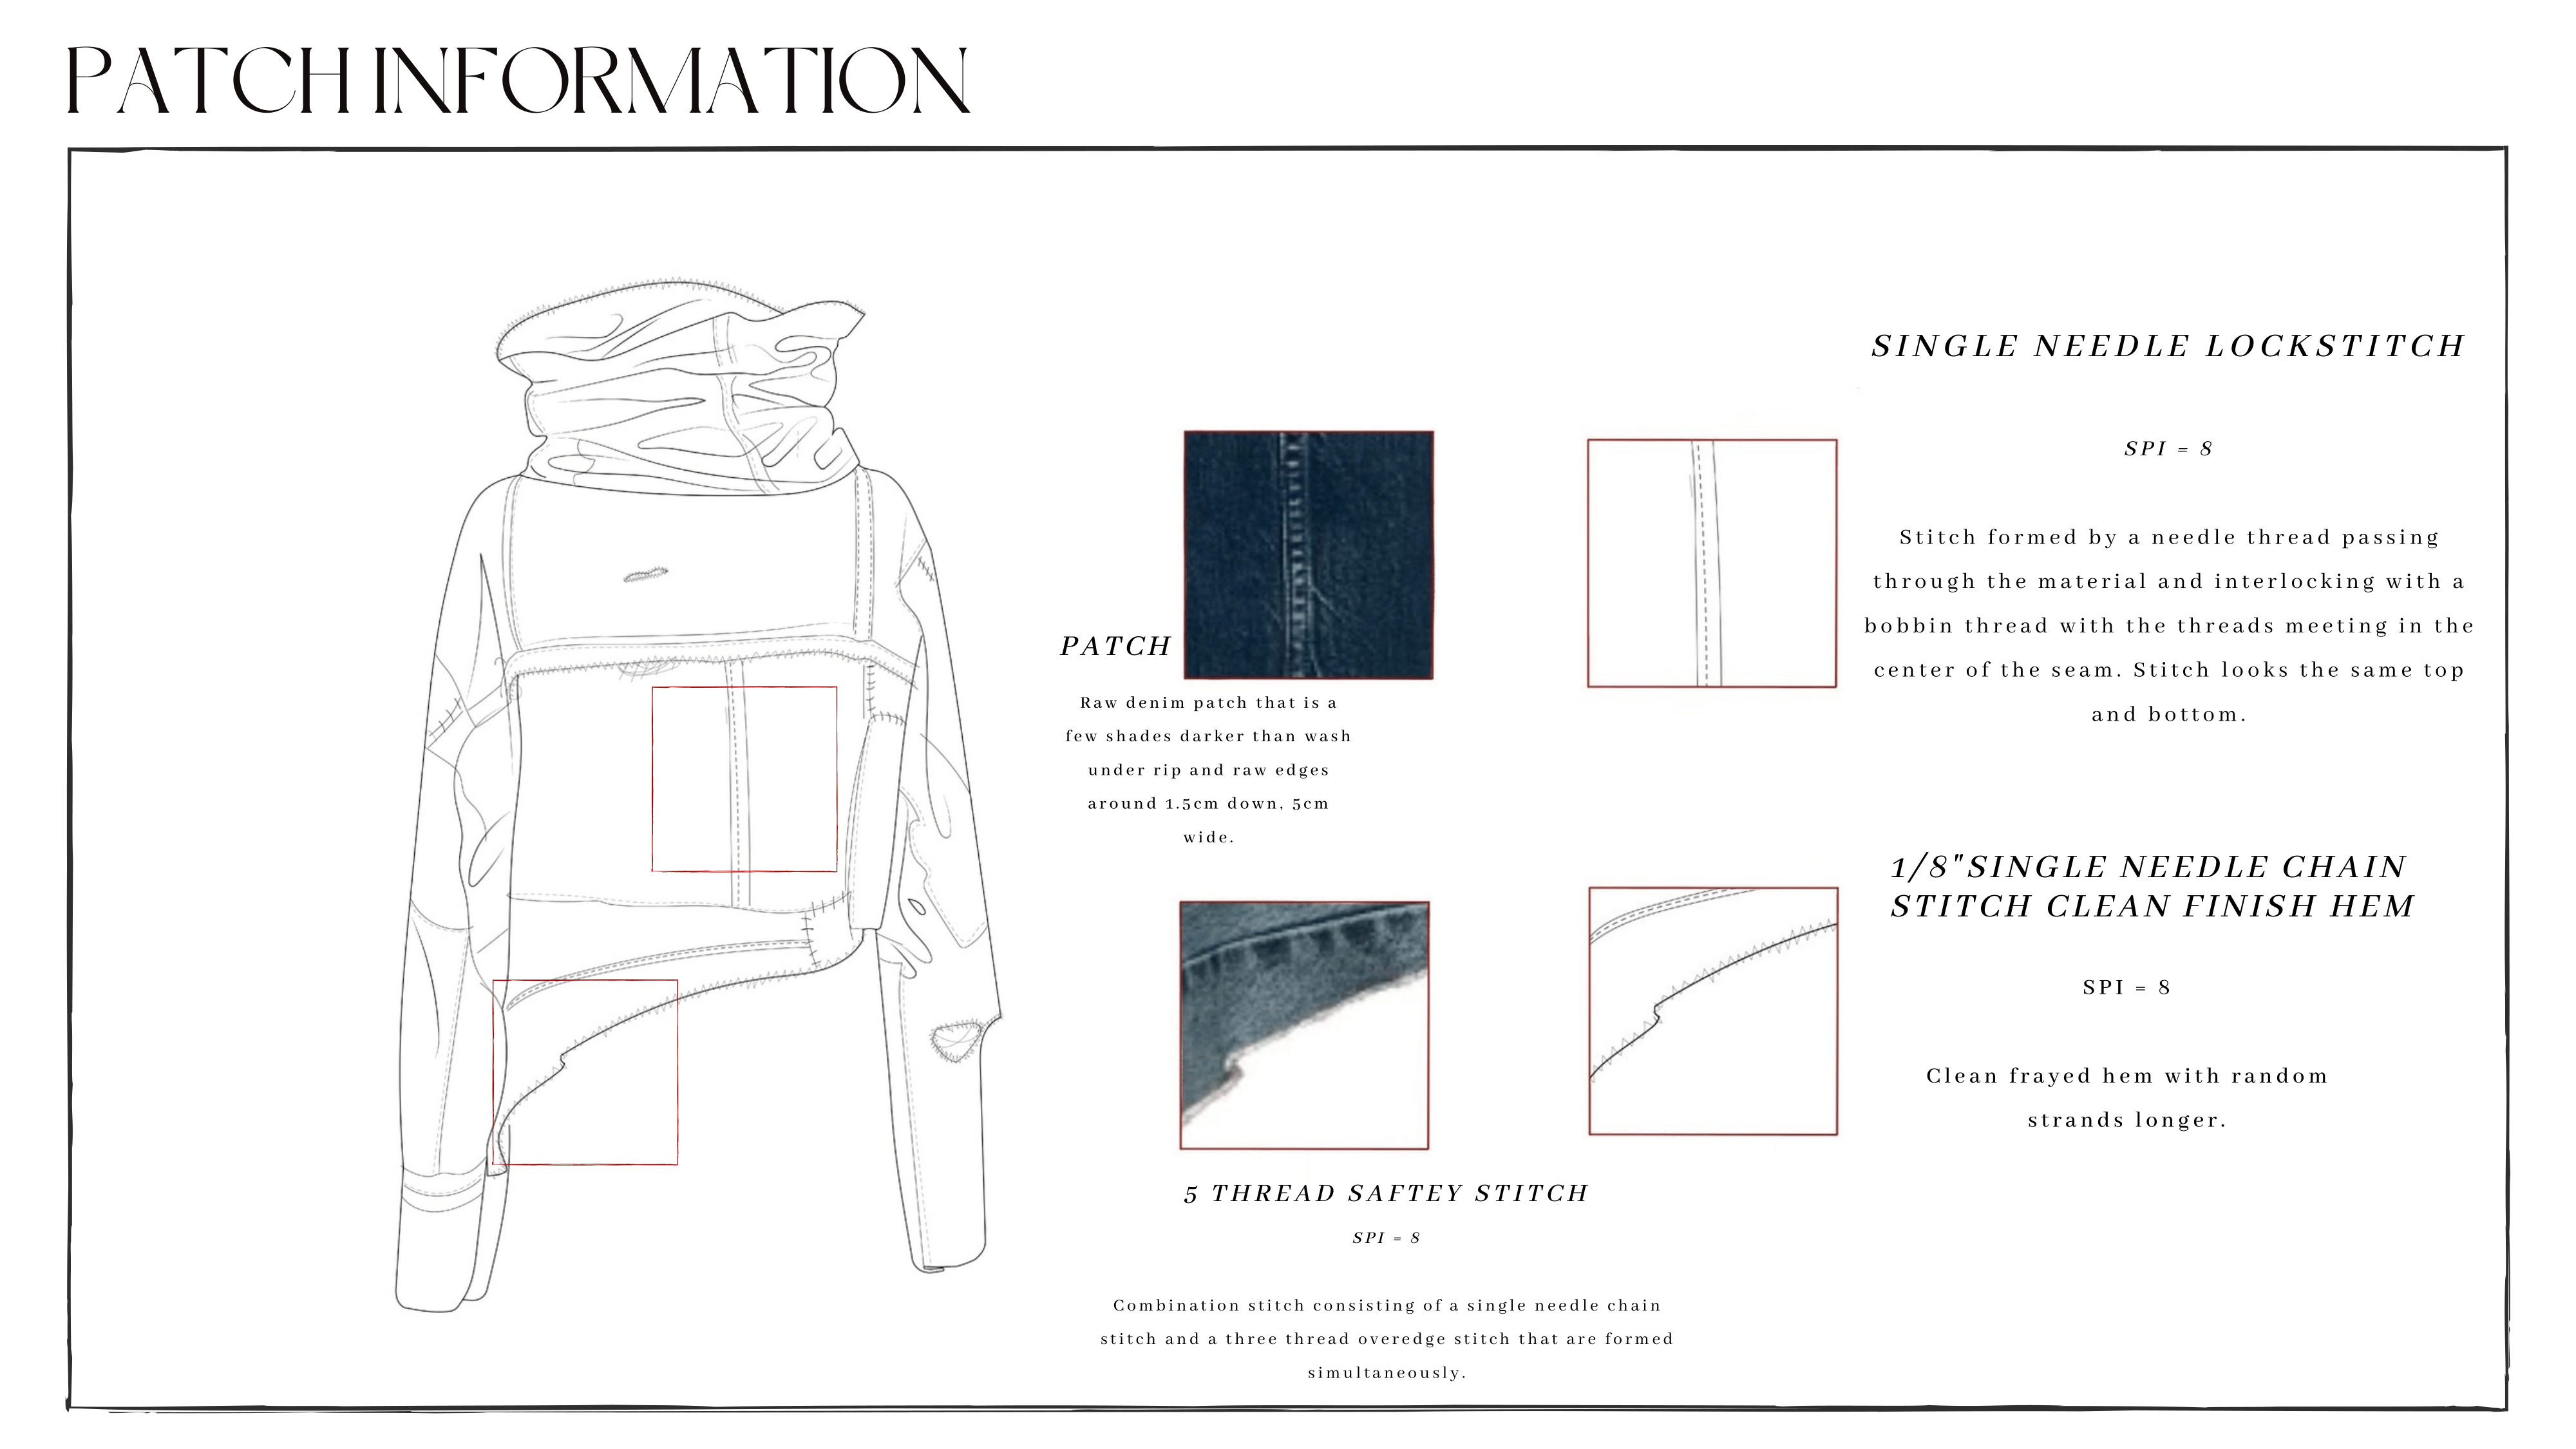 PATCH INFORMATION
SINGLE NEEDLE LOCKSTITCH
SPI = 8
Stitch formed by a needle thread passing
through the material and interlocking with a
bobbin thread with the threads meeting in the
center of the seam. Stitch looks the same top
and bottom.
PATCH
Raw denim patch that is a
few shades darker than wash
under rip and raw edges
around 1.5cm down, 5cm
wide.
1/8"SINGLE NEEDLE CHAIN
STITCH CLEAN FINISH HEM
SPI = 8
Clean frayed hem with random
strands longer.
5 THREAD SAFTEY STITCH
SPI = 8
Combination stitch consisting of a single needle chain
stitch and a three thread overedge stitch that are formed
simultaneously.